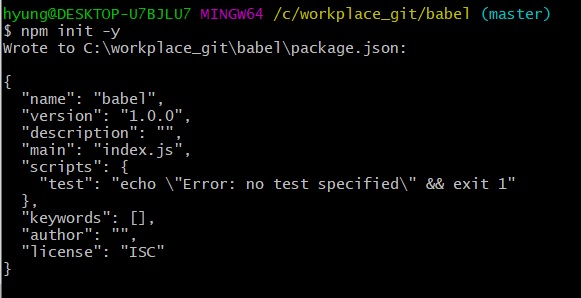 hyung@DESKTOP-U7BJLU7 MINGW64 /c/workplace_git/babel (master)
$ npm init -y
Wrote to C:\workplace_git\babel\package.json:

{
  "name": "babel",
  "version": "1.0.0",
  "description": "",
  "main": "index.js",
  "scripts": {
    "test": "echo \"Error: no test specified\" && exit 1"
  },
  "keywords": [],
  "author": "",
  "license": "ISC"
}